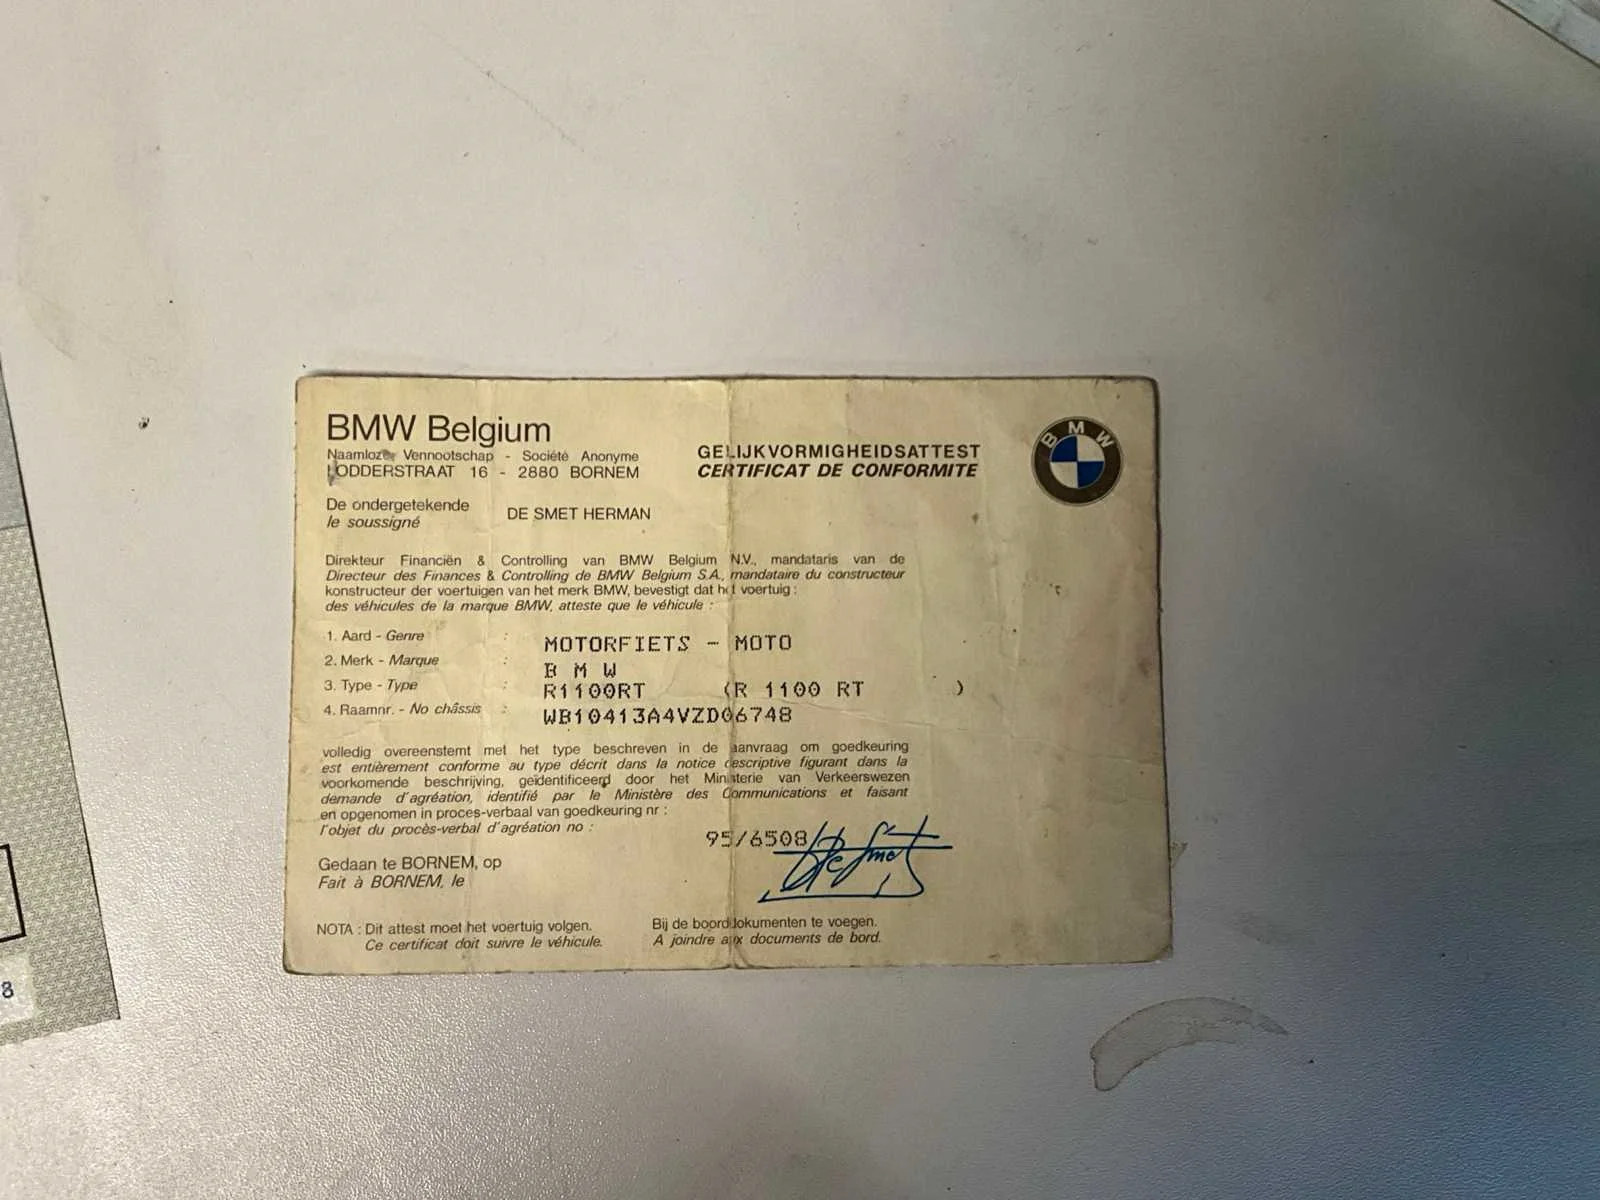 BMW Belgium
Naamloze Vennootschap - Société Anonyme
LODDERSTRAAT 16 - 2880 BORNEM
GELIJKVORMIGHEIDSATTEST
CERTIFICAT DE CONFORMITE
BMW
De ondergetekende
le soussigné
DE SMET HERMAN
Direkteur Financiën & Controlling van BMW Belgium N.V., mandataris van de
Directeur des Finances & Controlling de BMW Belgium S.A., mandataire du constructeur
konstructeur der voertuigen van het merk BMW, bevestigt dat het voertuig :
des véhicules de la marque BMW, atteste que le véhicule :
1. Aard - Genre : MOTORFIETS - MOTO
2. Merk - Marque : B M W
3. Type - Type : R1100RT (R 1100 RT )
4. Raamnr. - No châssis : WB10413A4VZD06748
volledig overeenstemt met het type beschreven in de aanvraag om goedkeuring
est entièrement conforme au type décrit dans la notice descriptive figurant dans la
voorkomende beschrijving, geïdentificeerd door het Ministerie van Verkeerswezen
demande d'agréation, identifié par le Ministère des Communications et faisant
en opgenomen in proces-verbaal van goedkeuring nr :
l'objet du procès-verbal d'agréation no :
95/6508
De Smet
Gedaan te BORNEM, op
Fait à BORNEM, le
NOTA : Dit attest moet het voertuig volgen. Bij de boorddokumenten te voegen.
Ce certificat doit suivre le véhicule. A joindre aux documents de bord.
8